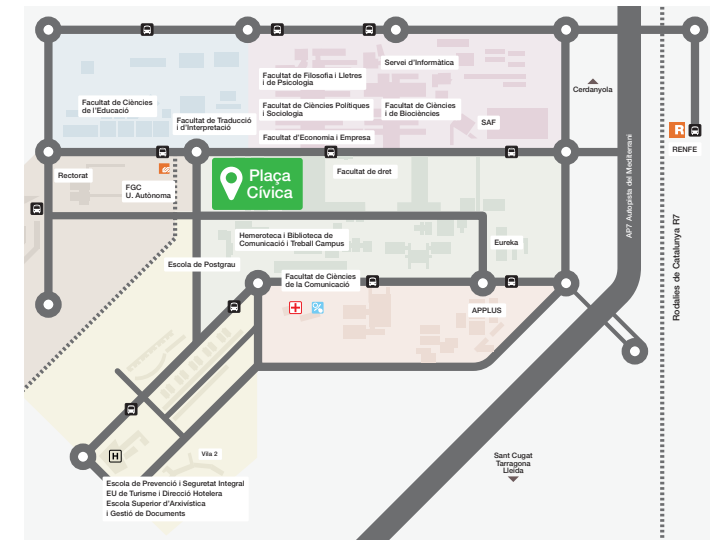 Servei d'Informàtica
Facultat de Filosofia i Lletres
i de Psicologia
Cerdanyola
Facultat de Ciències
de l'Educació
Facultat de Ciències Polítiques
i Sociologia
Facultat de Ciències
i de Biociències
Facultat de Traducció
i d'Interpretació
SAF
Facultat d'Economia i Empresa
R
RENFE
AP7 Autopista del Mediterrani
Rectorat
FGC
U. Autònoma
Plaça
Cívica
Facultat de dret
Rodalies de Catalunya R7
Hemeroteca i Biblioteca de
Comunicació i Treball Campus
Eureka
Escola de Postgrau
Facultat de Ciències
de la Comunicació
APPLUS
H
Vila 2
Sant Cugat
Tarragona
Lleida
Escola de Prevenció i Seguretat Integral
EU de Turisme i Direcció Hotelera
Escola Superior d'Arxivística
i Gestió de Documents